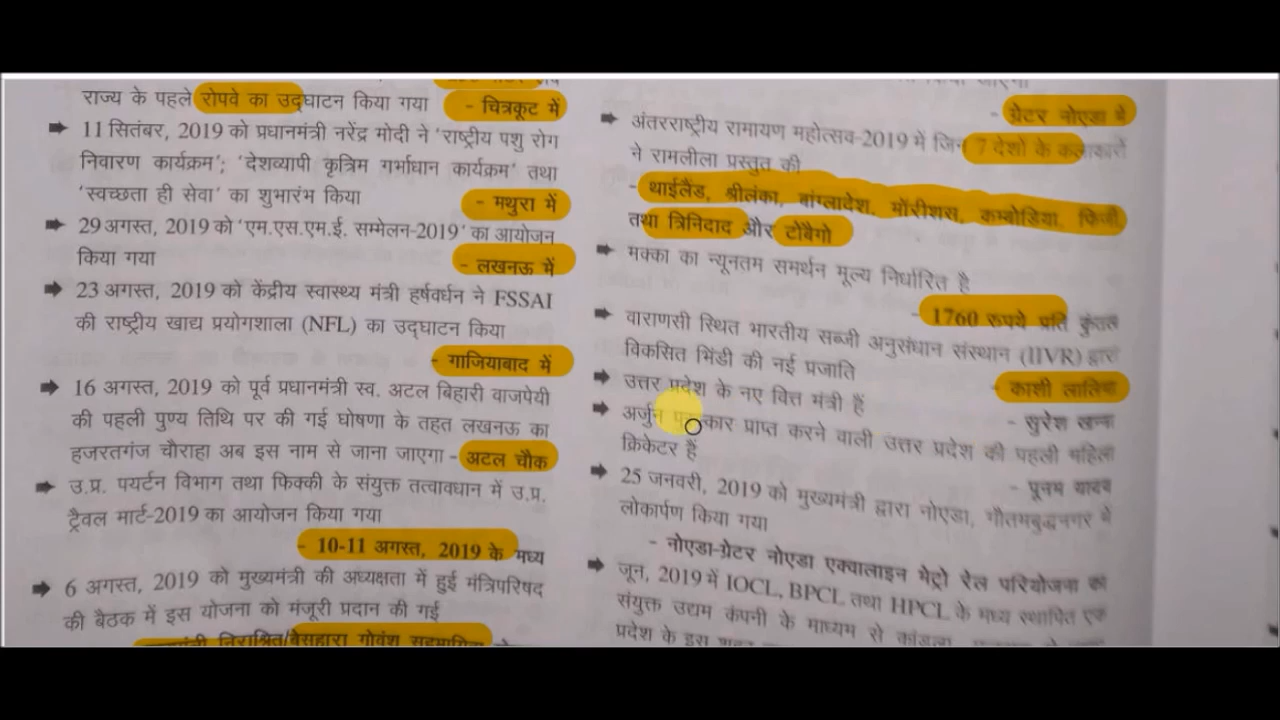 राज्य के पहले रोपवे का उद्घाटन किया गया - चित्रकूट में
11 सितंबर, 2019 को प्रधानमंत्री नरेंद्र मोदी ने 'राष्ट्रीय पशु रोग
निवारण कार्यक्रम'; 'देशव्यापी कृत्रिम गर्भाधान कार्यक्रम' तथा
'स्वच्छता ही सेवा' का शुभारंभ किया - मथुरा में
29 अगस्त, 2019 को 'एम.एस.एम.ई. सम्मेलन-2019' का आयोजन
किया गया - लखनऊ में
23 अगस्त, 2019 को केंद्रीय स्वास्थ्य मंत्री हर्षवर्धन ने FSSAI
की राष्ट्रीय खाद्य प्रयोगशाला (NFL) का उद्घाटन किया
- गाजियाबाद में
16 अगस्त, 2019 को पूर्व प्रधानमंत्री स्व. अटल बिहारी वाजपेयी
की पहली पुण्य तिथि पर की गई घोषणा के तहत लखनऊ का
हजरतगंज चौराहा अब इस नाम से जाना जाएगा - अटल चौक
उ.प्र. पयर्टन विभाग तथा फिक्की के संयुक्त तत्वावधान में उ.प्र.
ट्रैवल मार्ट-2019 का आयोजन किया गया
- 10-11 अगस्त, 2019 के मध्य
6 अगस्त, 2019 को मुख्यमंत्री की अध्यक्षता में हुई मंत्रिपरिषद
की बैठक में इस योजना को मंजूरी प्रदान की गई
निराश्रित/बेसहारा गोवंश सहभागिता
- ग्रेटर नोएडा में
अंतरराष्ट्रीय रामायण महोत्सव-2019 में जिन 7 देशों के कलाकारों
ने रामलीला प्रस्तुत की
- थाईलैंड, श्रीलंका, बांग्लादेश, मॉरीशस, कम्बोडिया, फिजी,
तथा त्रिनिदाद और टोबैगो
मक्का का न्यूनतम समर्थन मूल्य निर्धारित है
- 1760 रुपये प्रति कुंतल
वाराणसी स्थित भारतीय सब्जी अनुसंधान संस्थान (IIVR) द्वारा
विकसित भिंडी की नई प्रजाति - काशी लालिमा
उत्तर प्रदेश के नए वित्त मंत्री हैं - सुरेश खन्ना
अर्जुन पुरस्कार प्राप्त करने वाली उत्तर प्रदेश की पहली महिला
क्रिकेटर हैं - पूनम यादव
25 जनवरी, 2019 को मुख्यमंत्री द्वारा नोएडा, गौतमबुद्धनगर में
लोकार्पण किया गया
- नोएडा-ग्रेटर नोएडा एक्वालाइन मेट्रो रेल परियोजना का
जून, 2019 में IOCL, BPCL तथा HPCL के मध्य स्थापित एक
संयुक्त उद्यम कंपनी के माध्यम से कांडला
प्रदेश के इस शहर